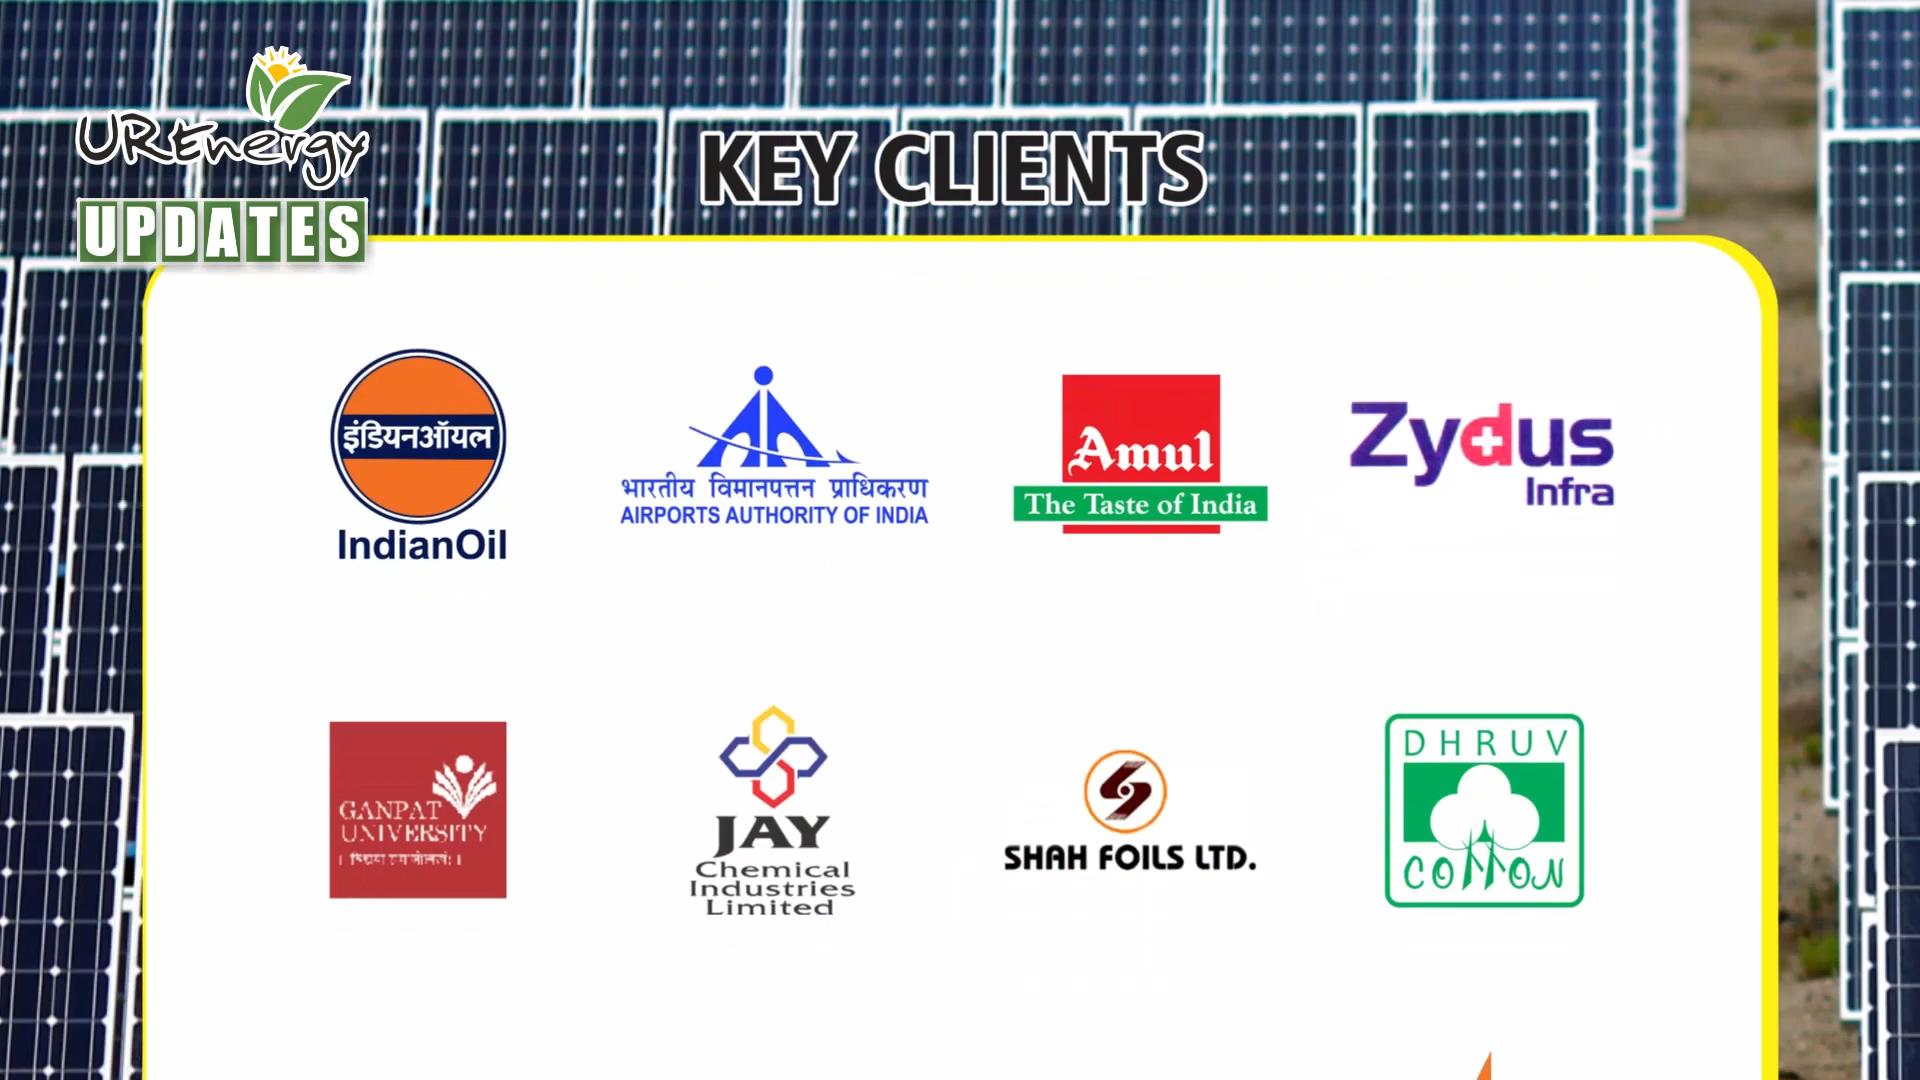 UREnergy
UPDATES
KEY CLIENTS
इंडियनऑयल
IndianOil
भारतीय विमानपत्तन प्राधिकरण
AIRPORTS AUTHORITY OF INDIA
Amul
The Taste of India
Zydus
Infra
GANPAT
UNIVERSITY
JAY
Chemical
Industries
Limited
SHAH FOILS LTD.
DHRUV
COTTON